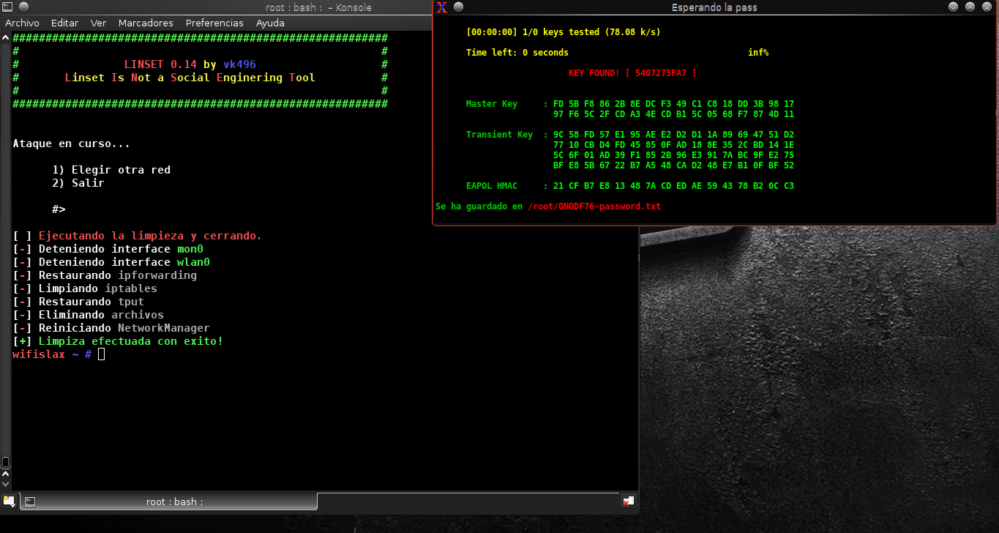 root : bash : – Konsole
Archivo Editar Ver Marcadores Preferencias Ayuda
#########################################################
# #
# LINSET 0.14 by vk496 #
# Linset Is Not a Social Enginering Tool #
# #
#########################################################
Ataque en curso...
1) Elegir otra red
2) Salir
#>
[ ] Ejecutando la limpieza y cerrando.
[-] Deteniendo interface mon0
[-] Deteniendo interface wlan0
[-] Restaurando ipforwarding
[-] Limpiando iptables
[-] Restaurando tput
[-] Eliminando archivos
[-] Reiniciando NetworkManager
[+] Limpiza efectuada con exito!
wifislax ~ #
root : bash :
Esperando la pass
[00:00:00] 1/0 keys tested (78.08 k/s)
Time left: 0 seconds inf%
KEY FOUND! [ 5407275FA7 ]
Master Key : FD 5B F8 86 2B 8E DC F3 49 C1 C8 18 DD 3B 98 17
97 F6 5C 2F CD A3 4E CD B1 5C 05 68 F7 87 4D 11
Transient Key : 9C 58 FD 57 E1 95 AE E2 D2 D1 1A 89 69 47 51 D2
77 10 CB D4 FD 45 85 0F AD 18 8E 35 2C BD 14 1E
5C 6F 01 AD 39 F1 85 2B 96 E3 91 7A BC 9F E2 75
BF E8 5B 67 22 B7 A5 48 CA D2 48 E7 B1 0F BF 52
EAPOL HMAC : 21 CF B7 E8 13 48 7A CD ED AE 59 43 78 B2 0C C3
Se ha guardado en /root/ONODF76-password.txt